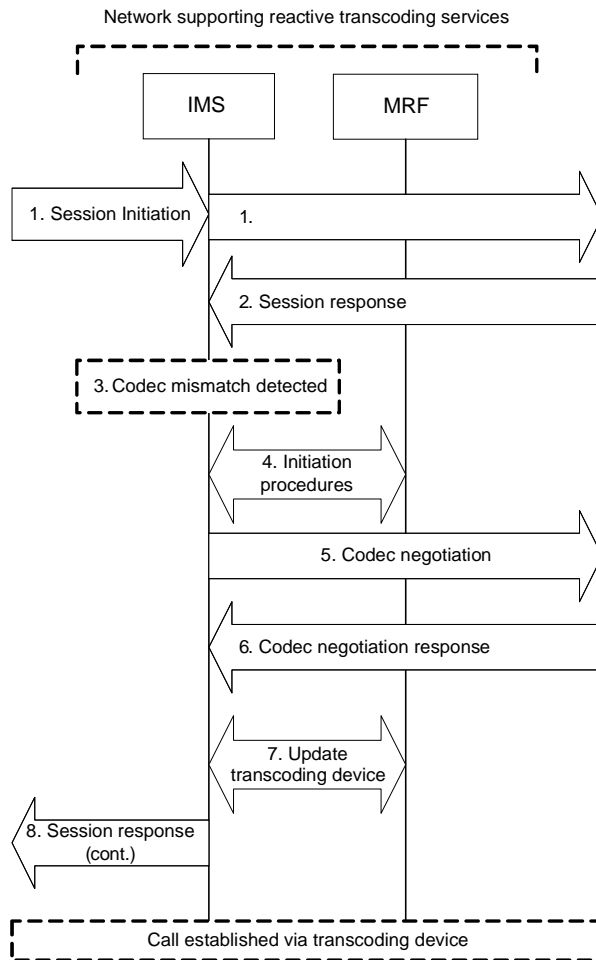 Network supporting reactive transcoding services
IMS
MRF
1. Session Initiation
1.
2. Session response
3. Codec mismatch detected
4. Initiation
procedures
5. Codec negotiation
6. Codec negotiation response
7. Update
transcoding device
8. Session response
(cont.)
Call established via transcoding device